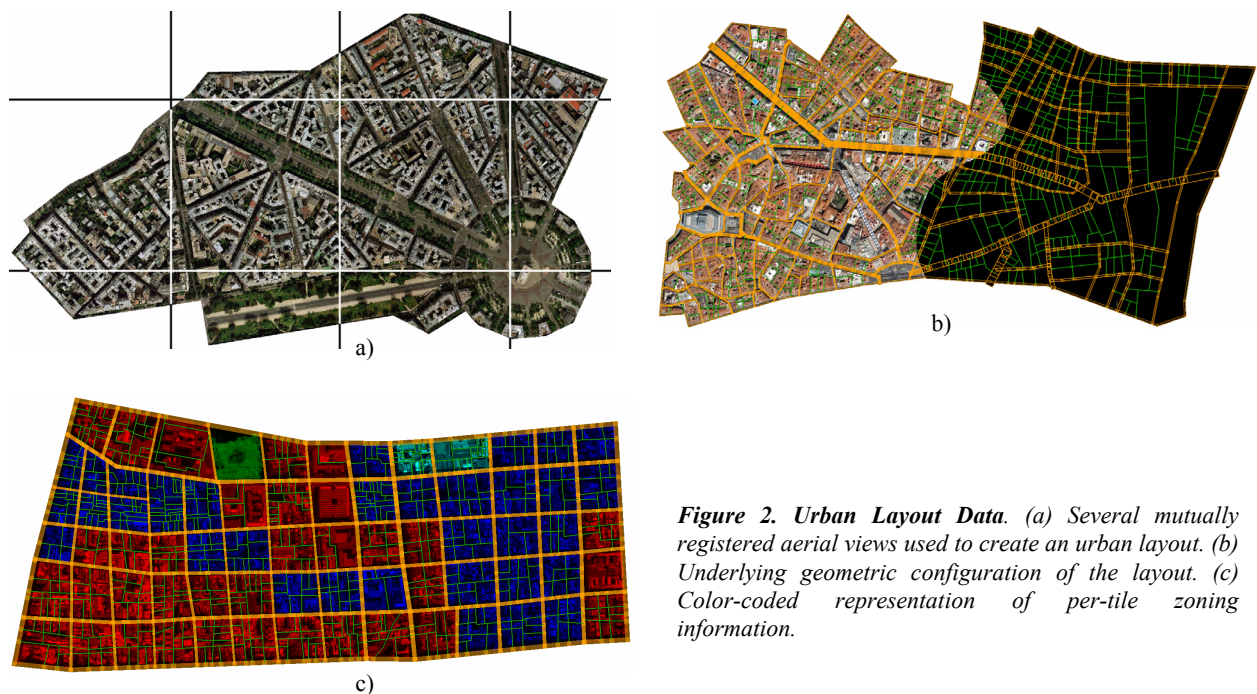 a)
b)
c)
Figure 2. Urban Layout Data. (a) Several mutually
registered aerial views used to create an urban layout. (b)
Underlying geometric configuration of the layout. (c)
Color-coded representation of per-tile zoning
information.